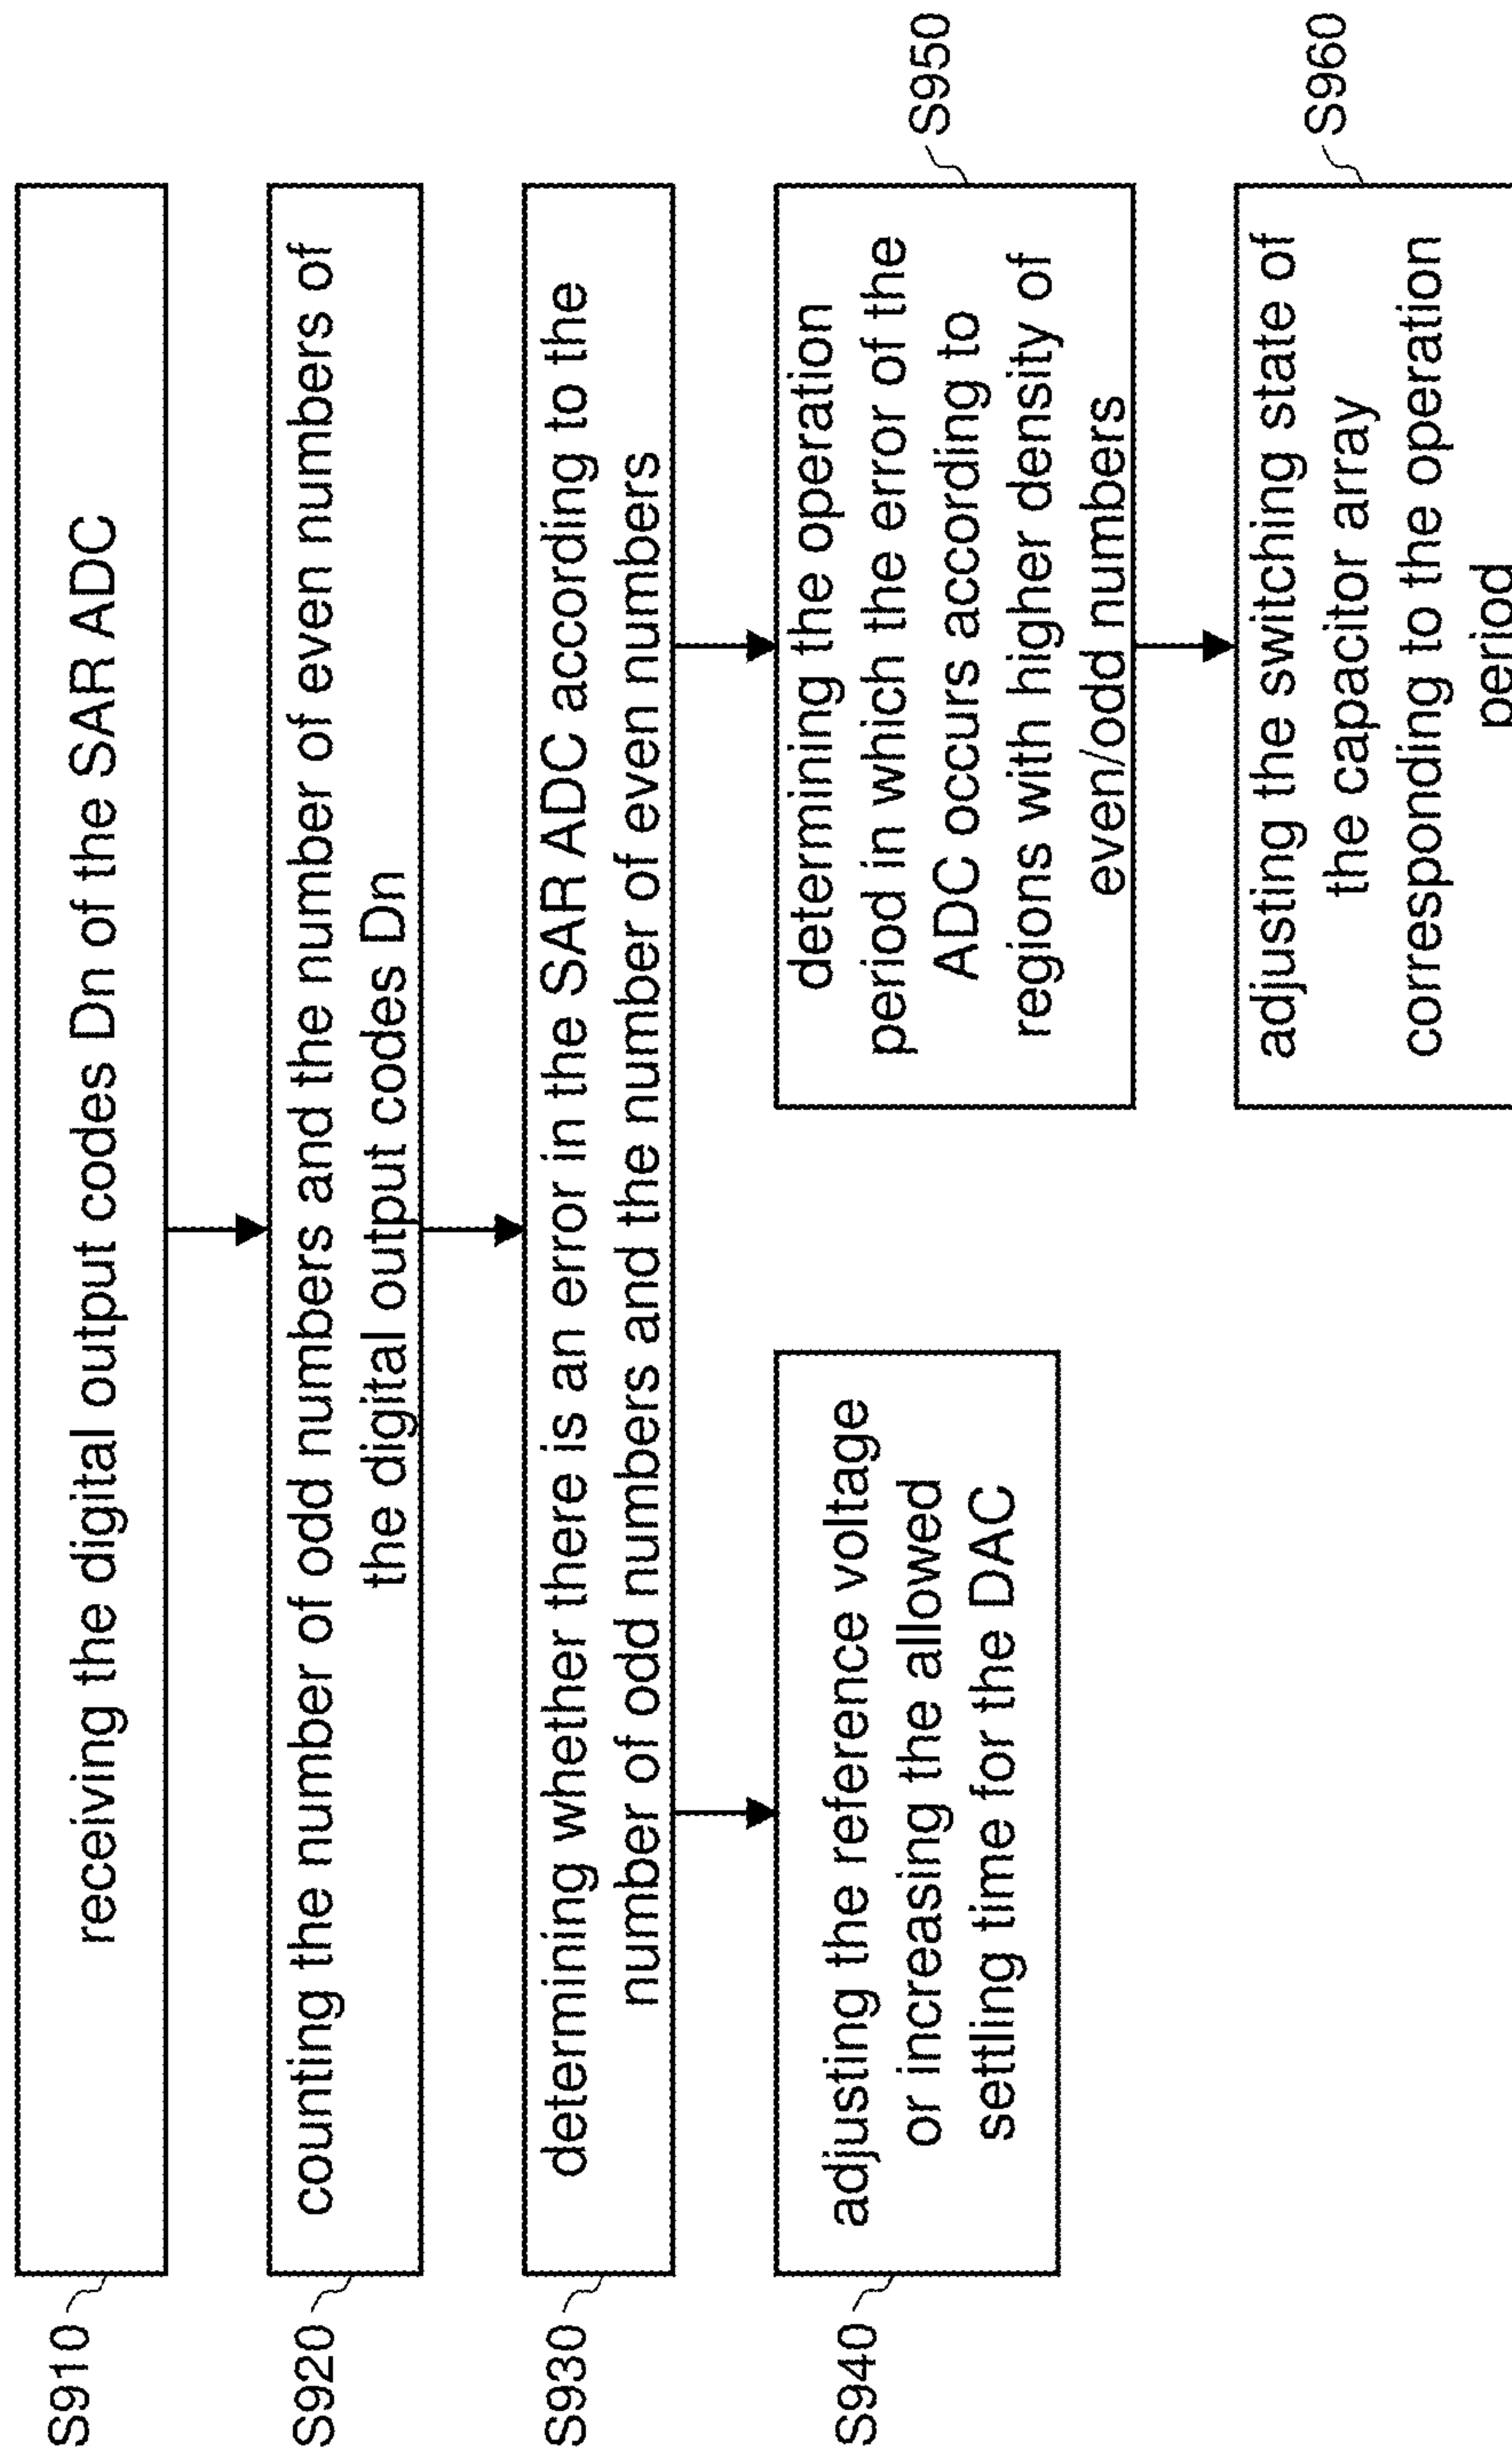 S910
receiving the digital output codes Dn of the SAR ADC
S920
counting the number of odd numbers and the number of even numbers of
the digital output codes Dn
S930
determining whether there is an error in the SAR ADC according to the
number of odd numbers and the number of even numbers
S940
adjusting the reference voltage
or increasing the allowed
settling time for the DAC
S950
determining the operation
period in which the error of the
ADC occurs according to
regions with higher density of
even/odd numbers
S960
adjusting the switching state of
the capacitor array
corresponding to the operation
period